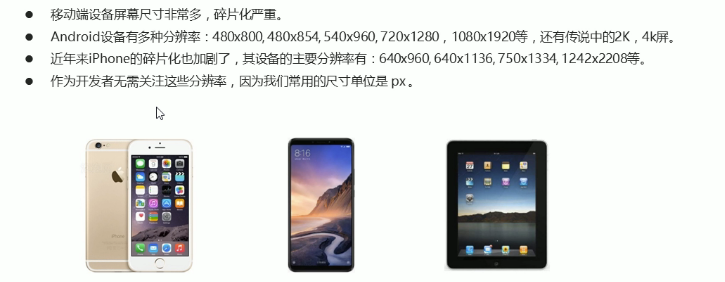 移动端设备屏幕尺寸非常多，碎片化严重。
Android设备有多种分辨率：480x800, 480x854, 540x960, 720x1280，1080x1920等，还有传说中的2K，4k屏。
近年来iPhone的碎片化也加剧了，其设备的主要分辨率有：640x960, 640x1136, 750x1334, 1242x2208等。
作为开发者无需关注这些分辨率，因为我们常用的尺寸单位是 px 。
8:16